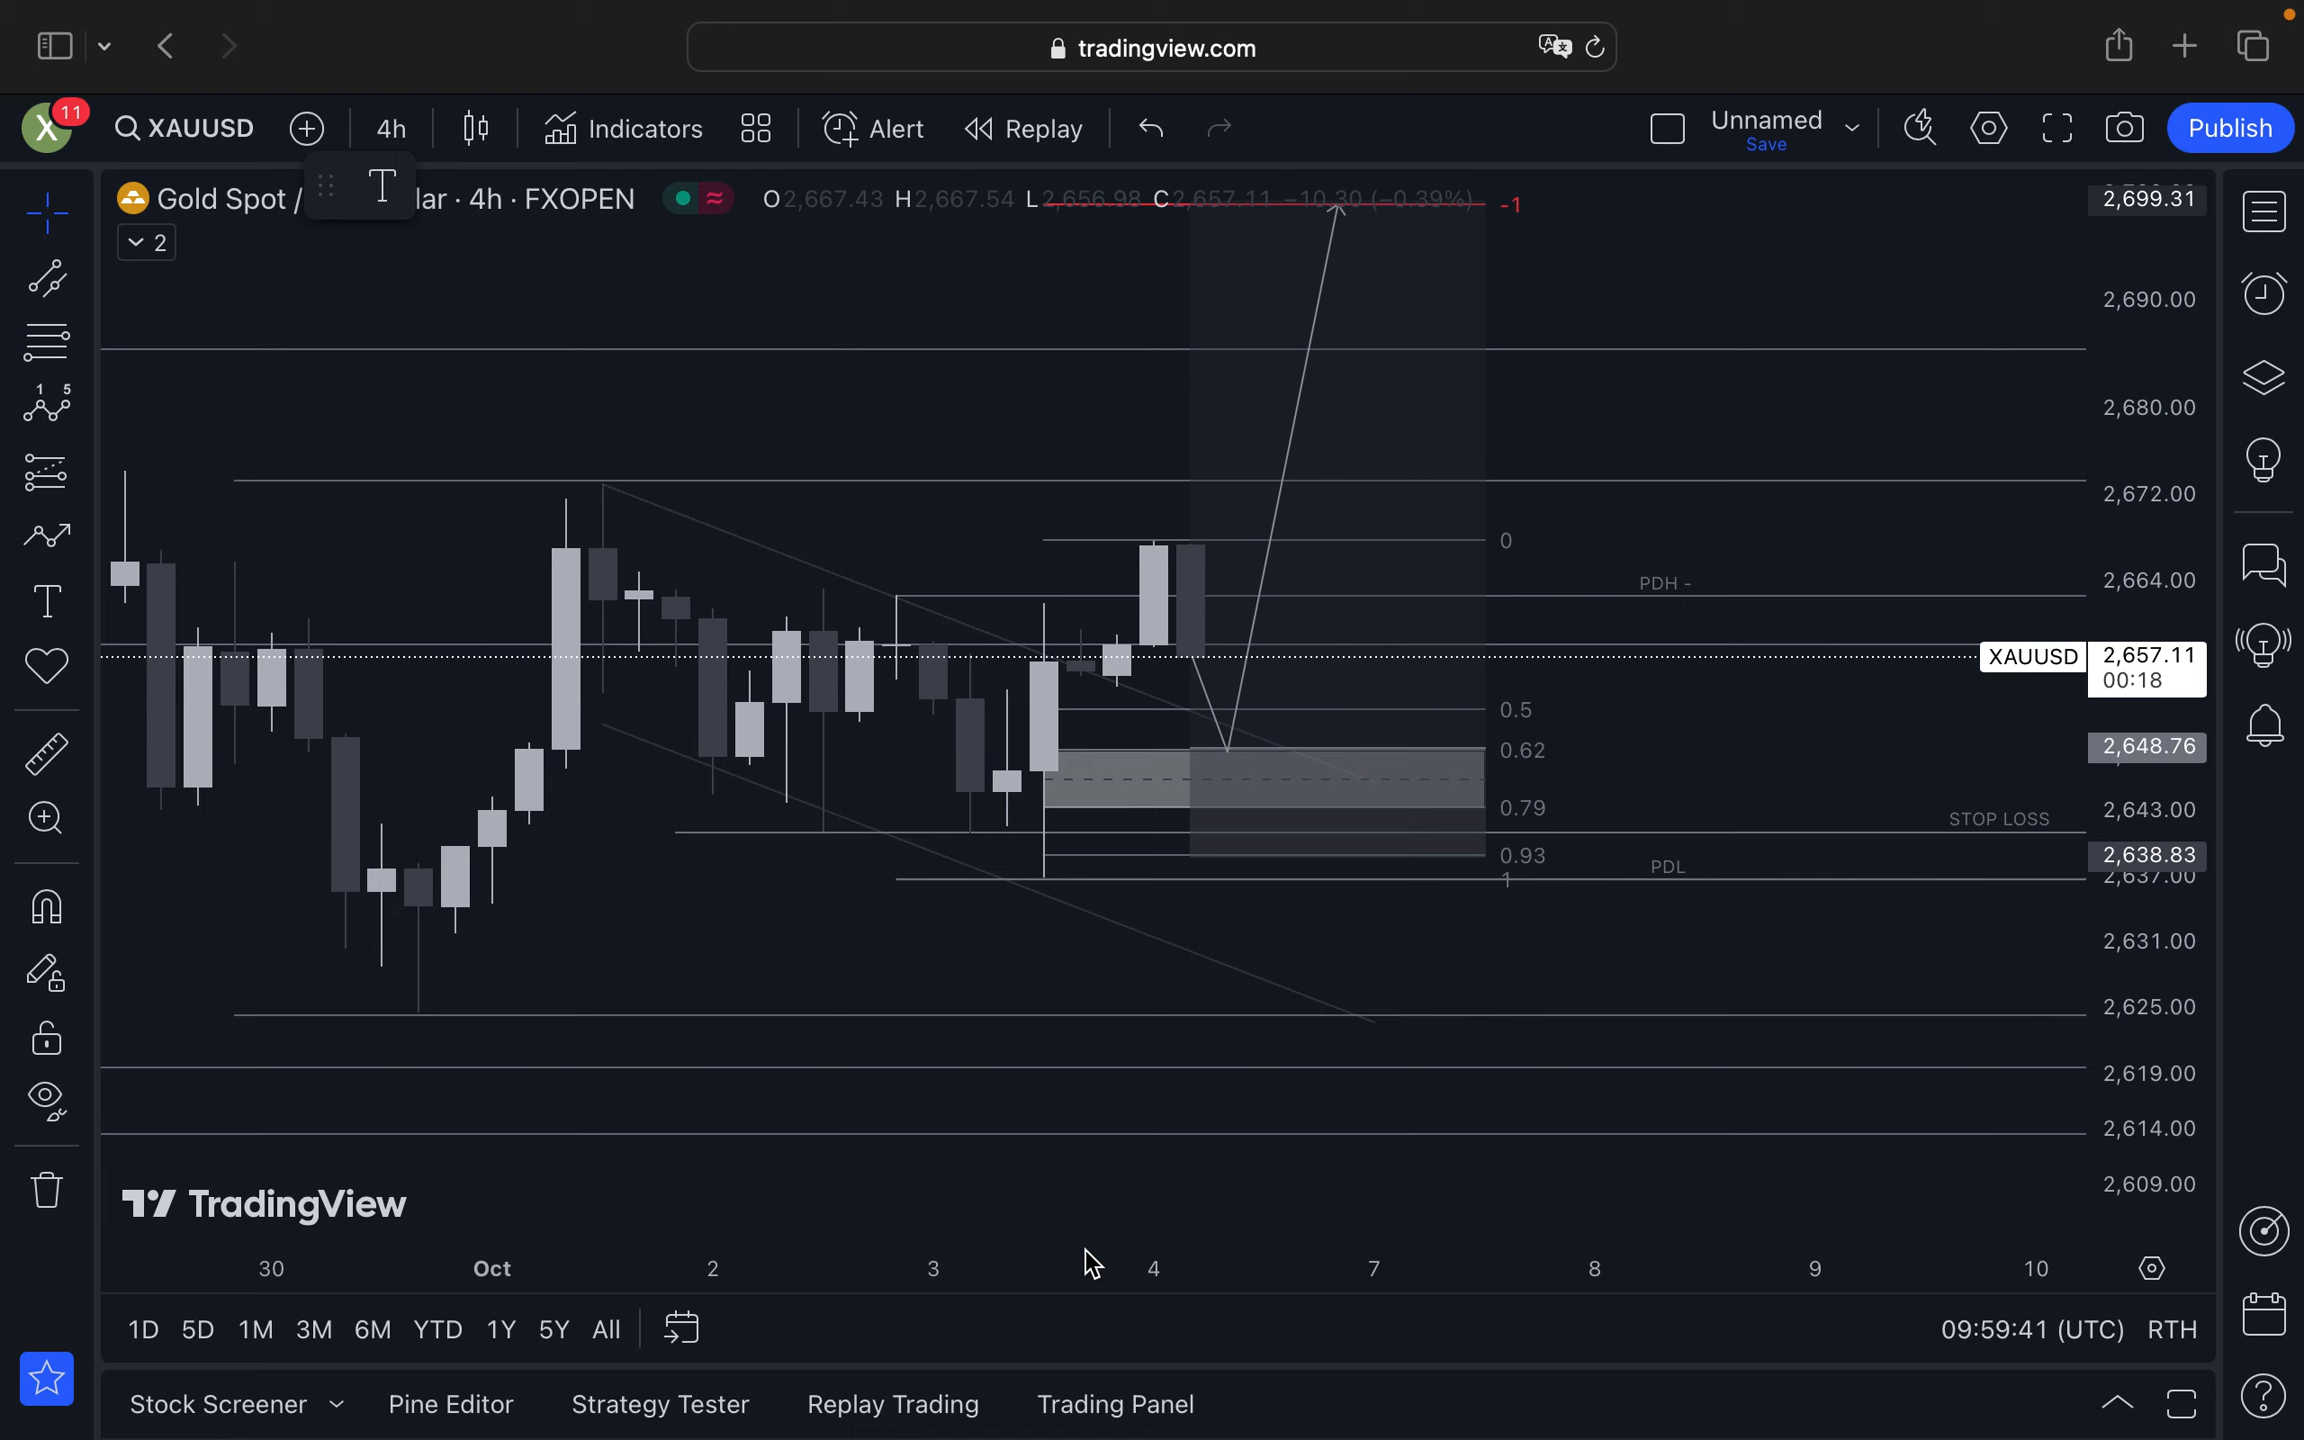 tradingview.com
X 11 XAUUSD 4h Indicators Alert Replay Unnamed Publish
Save
T
Gold Spot / lar · 4h · FXOPEN O2,667.43 H2,667.54 L2,656.98 C2,657.11 −10.30 (−0.39%) -1 2,699.31
2
2,690.00
2,680.00
2,672.00
0
PDH - 2,664.00
XAUUSD 2,657.11
00:18
0.5
0.62 2,648.76
0.79 2,643.00
STOP LOSS
0.93 2,638.83
PDL
1 2,637.00
2,631.00
2,625.00
2,619.00
2,614.00
2,609.00
TradingView
30 Oct 2 3 4 7 8 9 10
1D 5D 1M 3M 6M YTD 1Y 5Y All 09:59:41 (UTC) RTH
Stock Screener Pine Editor Strategy Tester Replay Trading Trading Panel